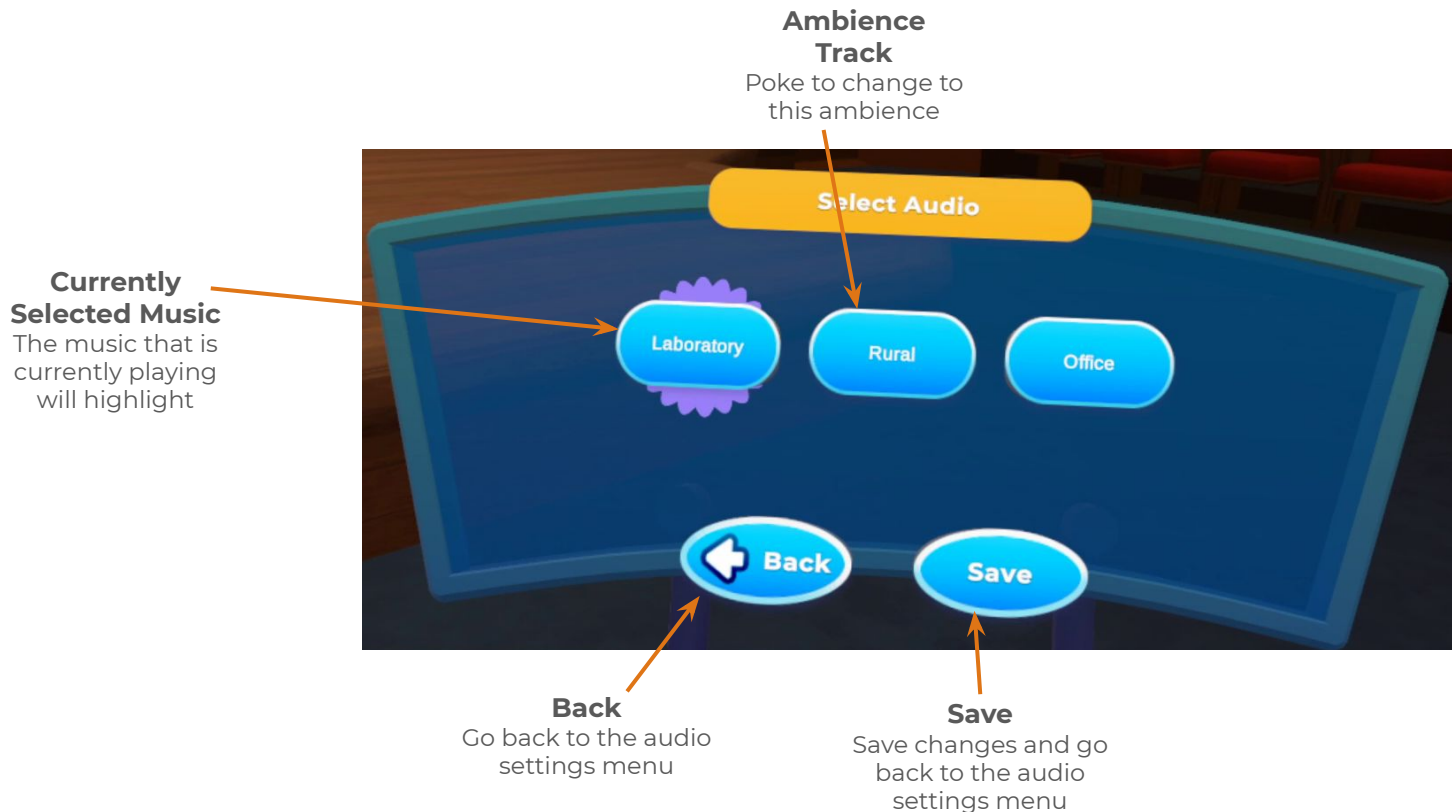 Ambience
Track
Poke to change to
this ambience
Select Audio
Currently
Selected Music
The music that is
currently playing
will highlight
Laboratory
Rural
Office
Back
Save
Back
Go back to the audio
settings menu
Save
Save changes and go
back to the audio
settings menu